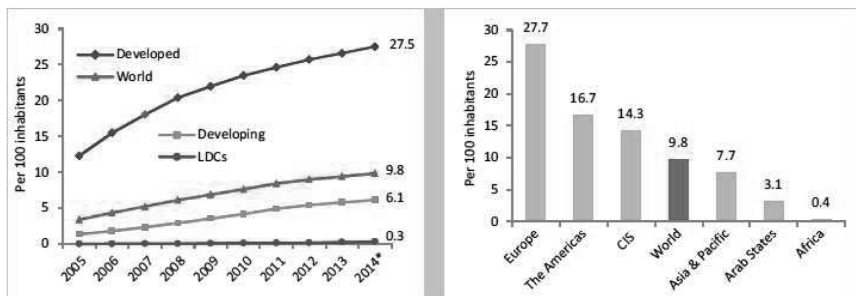 30
25
20
15
10
5
0
Per 100 inhabitants
Developed
World
Developing
LDCs
27.5
9.8
6.1
0.3
2005
2006
2007
2008
2009
2010
2011
2012
2013
2014*
30
25
20
15
10
5
0
Per 100 inhabitants
27.7
16.7
14.3
9.8
7.7
3.1
0.4
Europe
The Americas
CIS
World
Asia & Pacific
Arab States
Africa